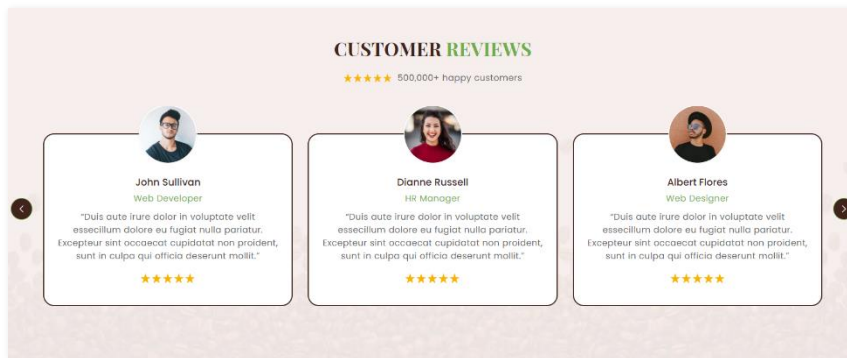 CUSTOMER REVIEWS
500,000+ happy customers
John Sullivan
Web Developer
“Duis aute irure dolor in voluptate velit
essecillum dolore eu fugiat nulla pariatur.
Excepteur sint occaecat cupidatat non proident,
sunt in culpa qui officia deserunt mollit.”
Dianne Russell
HR Manager
“Duis aute irure dolor in voluptate velit
essecillum dolore eu fugiat nulla pariatur.
Excepteur sint occaecat cupidatat non proident,
sunt in culpa qui officia deserunt mollit.”
Albert Flores
Web Designer
“Duis aute irure dolor in voluptate velit
essecillum dolore eu fugiat nulla pariatur.
Excepteur sint occaecat cupidatat non proident,
sunt in culpa qui officia deserunt mollit.”